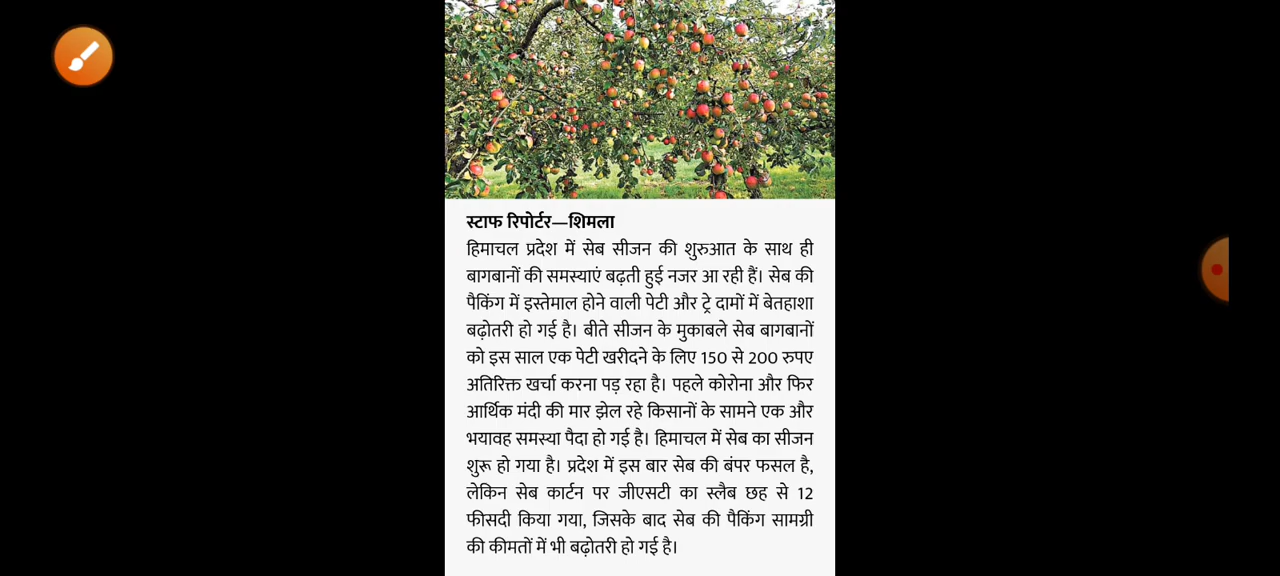 स्टाफ रिपोर्टर—शिमला
हिमाचल प्रदेश में सेब सीजन की शुरुआत के साथ ही
बागबानों की समस्याएं बढ़ती हुई नजर आ रही हैं। सेब की
पैकिंग में इस्तेमाल होने वाली पेटी और ट्रे दामों में बेतहाशा
बढ़ोतरी हो गई है। बीते सीजन के मुकाबले सेब बागबानों
को इस साल एक पेटी खरीदने के लिए 150 से 200 रुपए
अतिरिक्त खर्चा करना पड़ रहा है। पहले कोरोना और फिर
आर्थिक मंदी की मार झेल रहे किसानों के सामने एक और
भयावह समस्या पैदा हो गई है। हिमाचल में सेब का सीजन
शुरू हो गया है। प्रदेश में इस बार सेब की बंपर फसल है,
लेकिन सेब कार्टन पर जीएसटी का स्लैब छह से 12
फीसदी किया गया, जिसके बाद सेब की पैकिंग सामग्री
की कीमतों में भी बढ़ोतरी हो गई है।